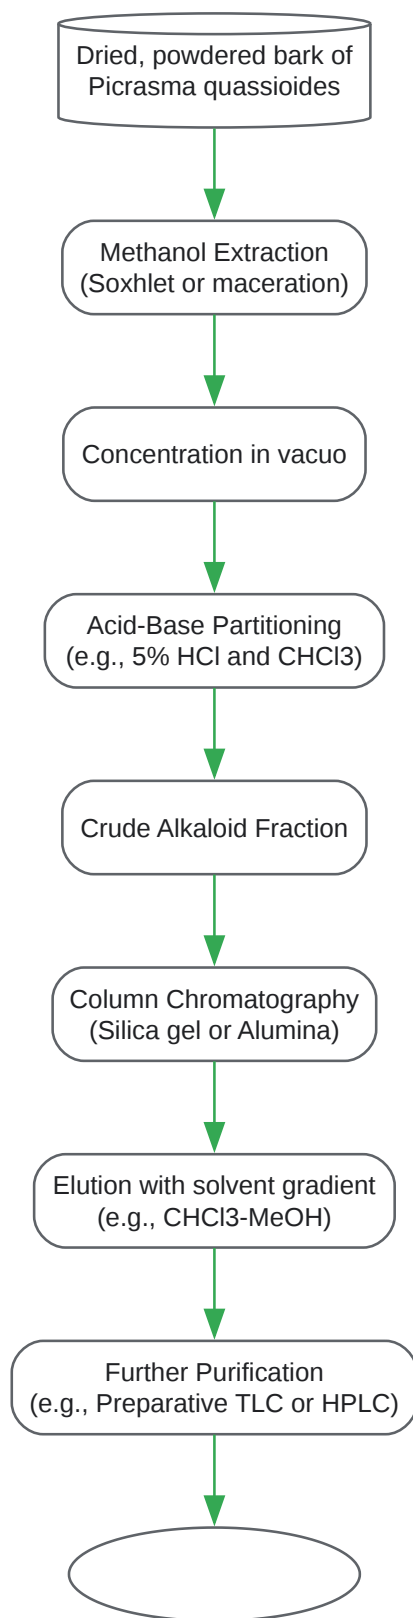 Dried, powdered bark of
Picrasma quassioides
Methanol Extraction
(Soxhlet or maceration)
Concentration in vacuo
Acid-Base Partitioning
(e.g., 5% HCl and CHCl3)
Crude Alkaloid Fraction
Column Chromatography
(Silica gel or Alumina)
Elution with solvent gradient
(e.g., CHCl3-MeOH)
Further Purification
(e.g., Preparative TLC or HPLC)